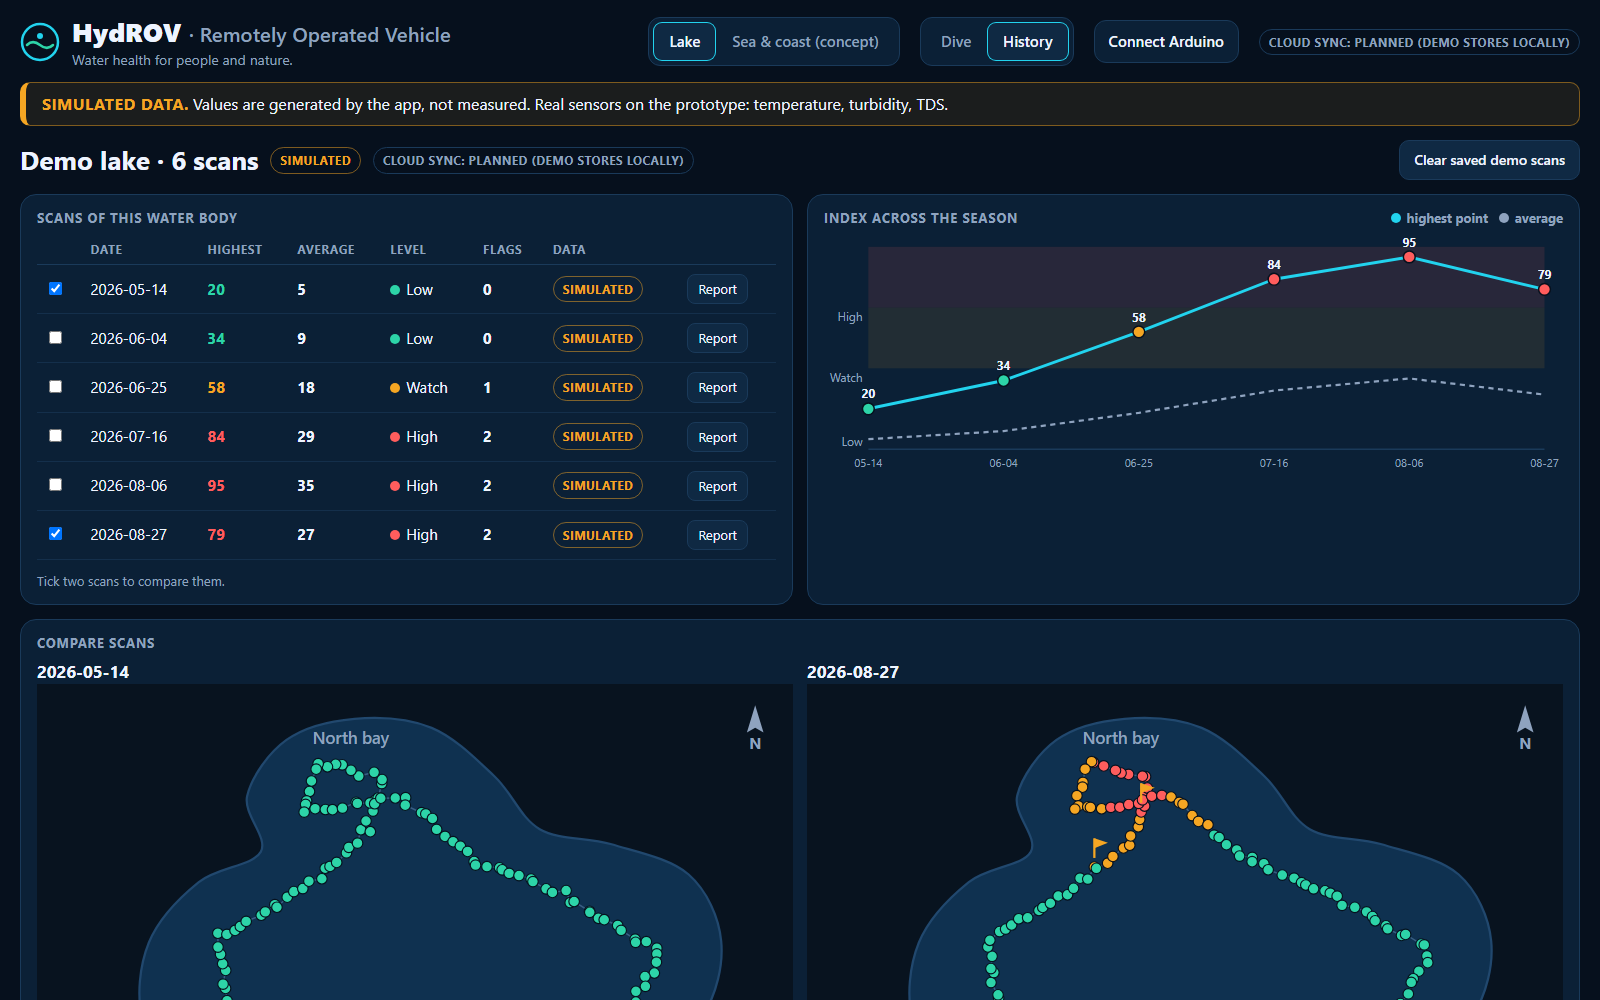 HydROV · Remotely Operated Vehicle
Water health for people and nature.
Lake
Sea & coast (concept)
Dive
History
Connect Arduino
CLOUD SYNC: PLANNED (DEMO STORES LOCALLY)
SIMULATED DATA. Values are generated by the app, not measured. Real sensors on the prototype: temperature, turbidity, TDS.
Demo lake · 6 scans
SIMULATED
CLOUD SYNC: PLANNED (DEMO STORES LOCALLY)
Clear saved demo scans
SCANS OF THIS WATER BODY
DATE HIGHEST AVERAGE LEVEL FLAGS DATA
2026-05-14 20 5 Low 0 SIMULATED Report
2026-06-04 34 9 Low 0 SIMULATED Report
2026-06-25 58 18 Watch 1 SIMULATED Report
2026-07-16 84 29 High 2 SIMULATED Report
2026-08-06 95 35 High 2 SIMULATED Report
2026-08-27 79 27 High 2 SIMULATED Report
Tick two scans to compare them.
INDEX ACROSS THE SEASON
highest point
average
95
84
79
High
58
34
Watch
20
Low
05-14 06-04 06-25 07-16 08-06 08-27
COMPARE SCANS
2026-05-14
North bay
N
2026-08-27
North bay
N